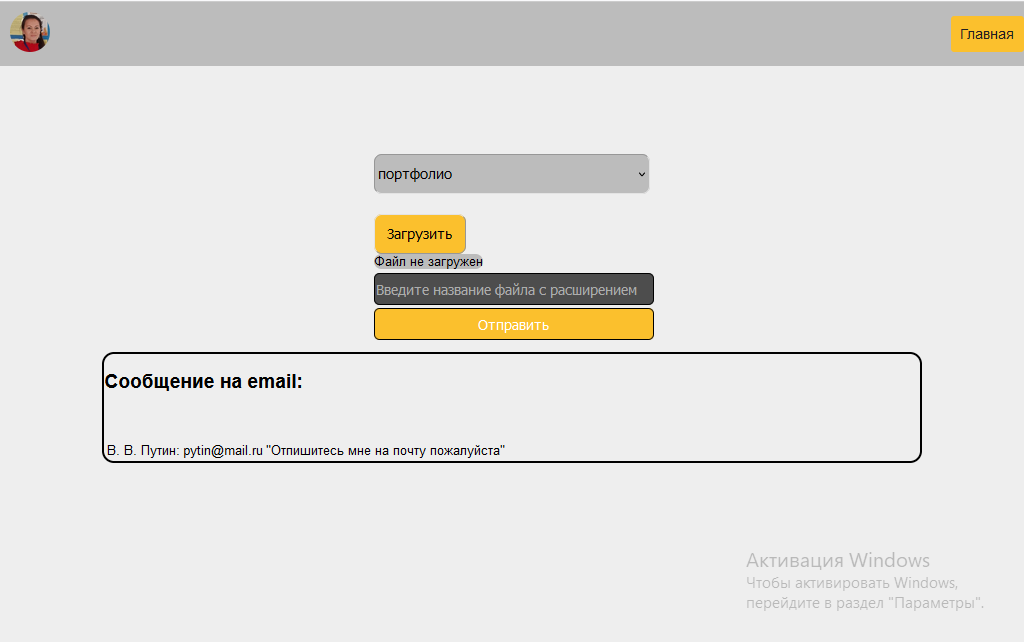 Главная
портфолио
Загрузить
Файл не загружен
Введите название файла с расширением
Отправить
Сообщение на email:
В. В. Путин: pytin@mail.ru "Отпишитесь мне на почту пожалуйста"
Активация Windows
Чтобы активировать Windows,
перейдите в раздел "Параметры".